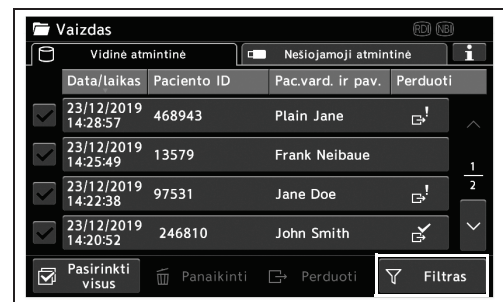 Vaizdas RDI NBI
Vidinė atmintinė Nešiojamoji atmintinė i
Data/laikas Paciento ID Pac.vard. ir pav. Perduoti
23/12/2019
14:28:57 468943 Plain Jane
23/12/2019
14:25:49 13579 Frank Neibaue
23/12/2019
14:22:38 97531 Jane Doe
23/12/2019
14:20:52 246810 John Smith
1
2
Pasirinkti
visus Panaikinti Perduoti Filtras